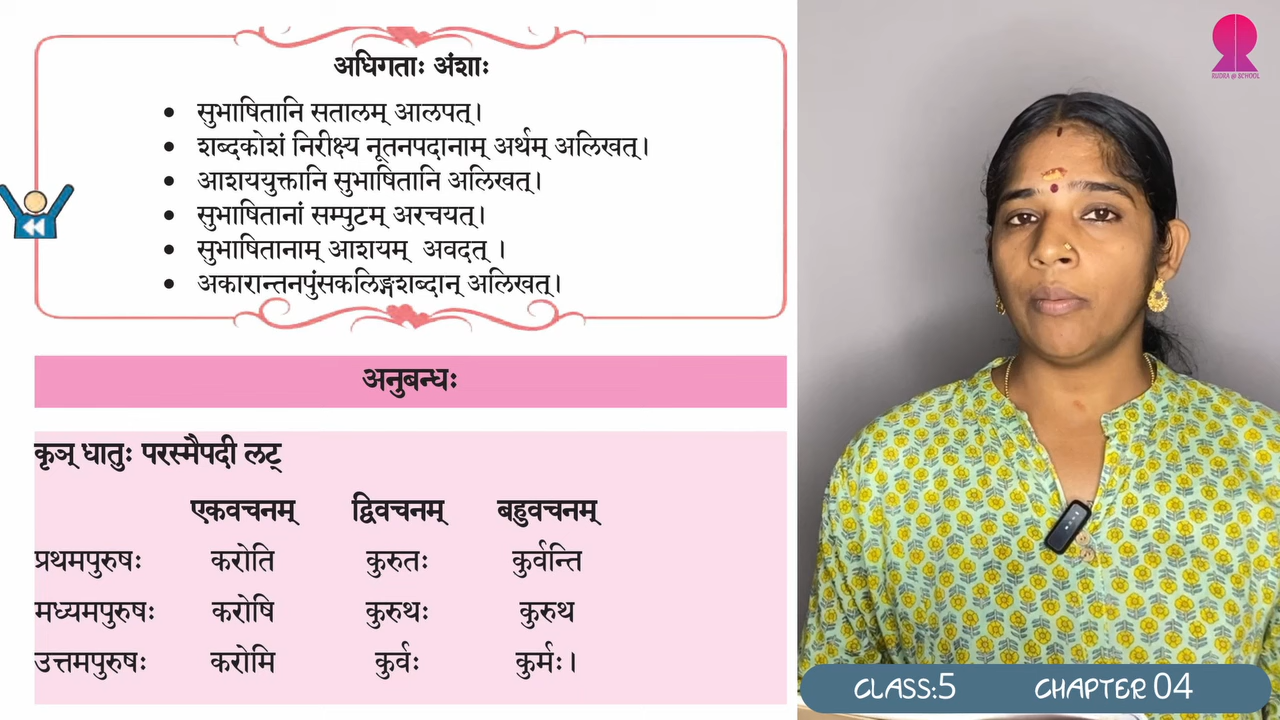 अधिगताः अंशाः
• सुभाषितानि सतालम् आलपत्।
• शब्दकोशं निरीक्ष्य नूतनपदानाम् अर्थम् अलिखत्।
• आशययुक्तानि सुभाषितानि अलिखत्।
• सुभाषितानां सम्पुटम् अरचयत्।
• सुभाषितानाम् आशयम् अवदत् ।
• अकारान्तनपुंसकलिङ्गशब्दान् अलिखत्।
अनुबन्धः
कृञ् धातुः परस्मैपदी लट्
एकवचनम् द्विवचनम् बहुवचनम्
प्रथमपुरुषः करोति कुरुतः कुर्वन्ति
मध्यमपुरुषः करोषि कुरुथः कुरुथ
उत्तमपुरुषः करोमि कुर्वः कुर्मः।
RUDRA @ SCHOOL
CLASS:5 CHAPTER 04